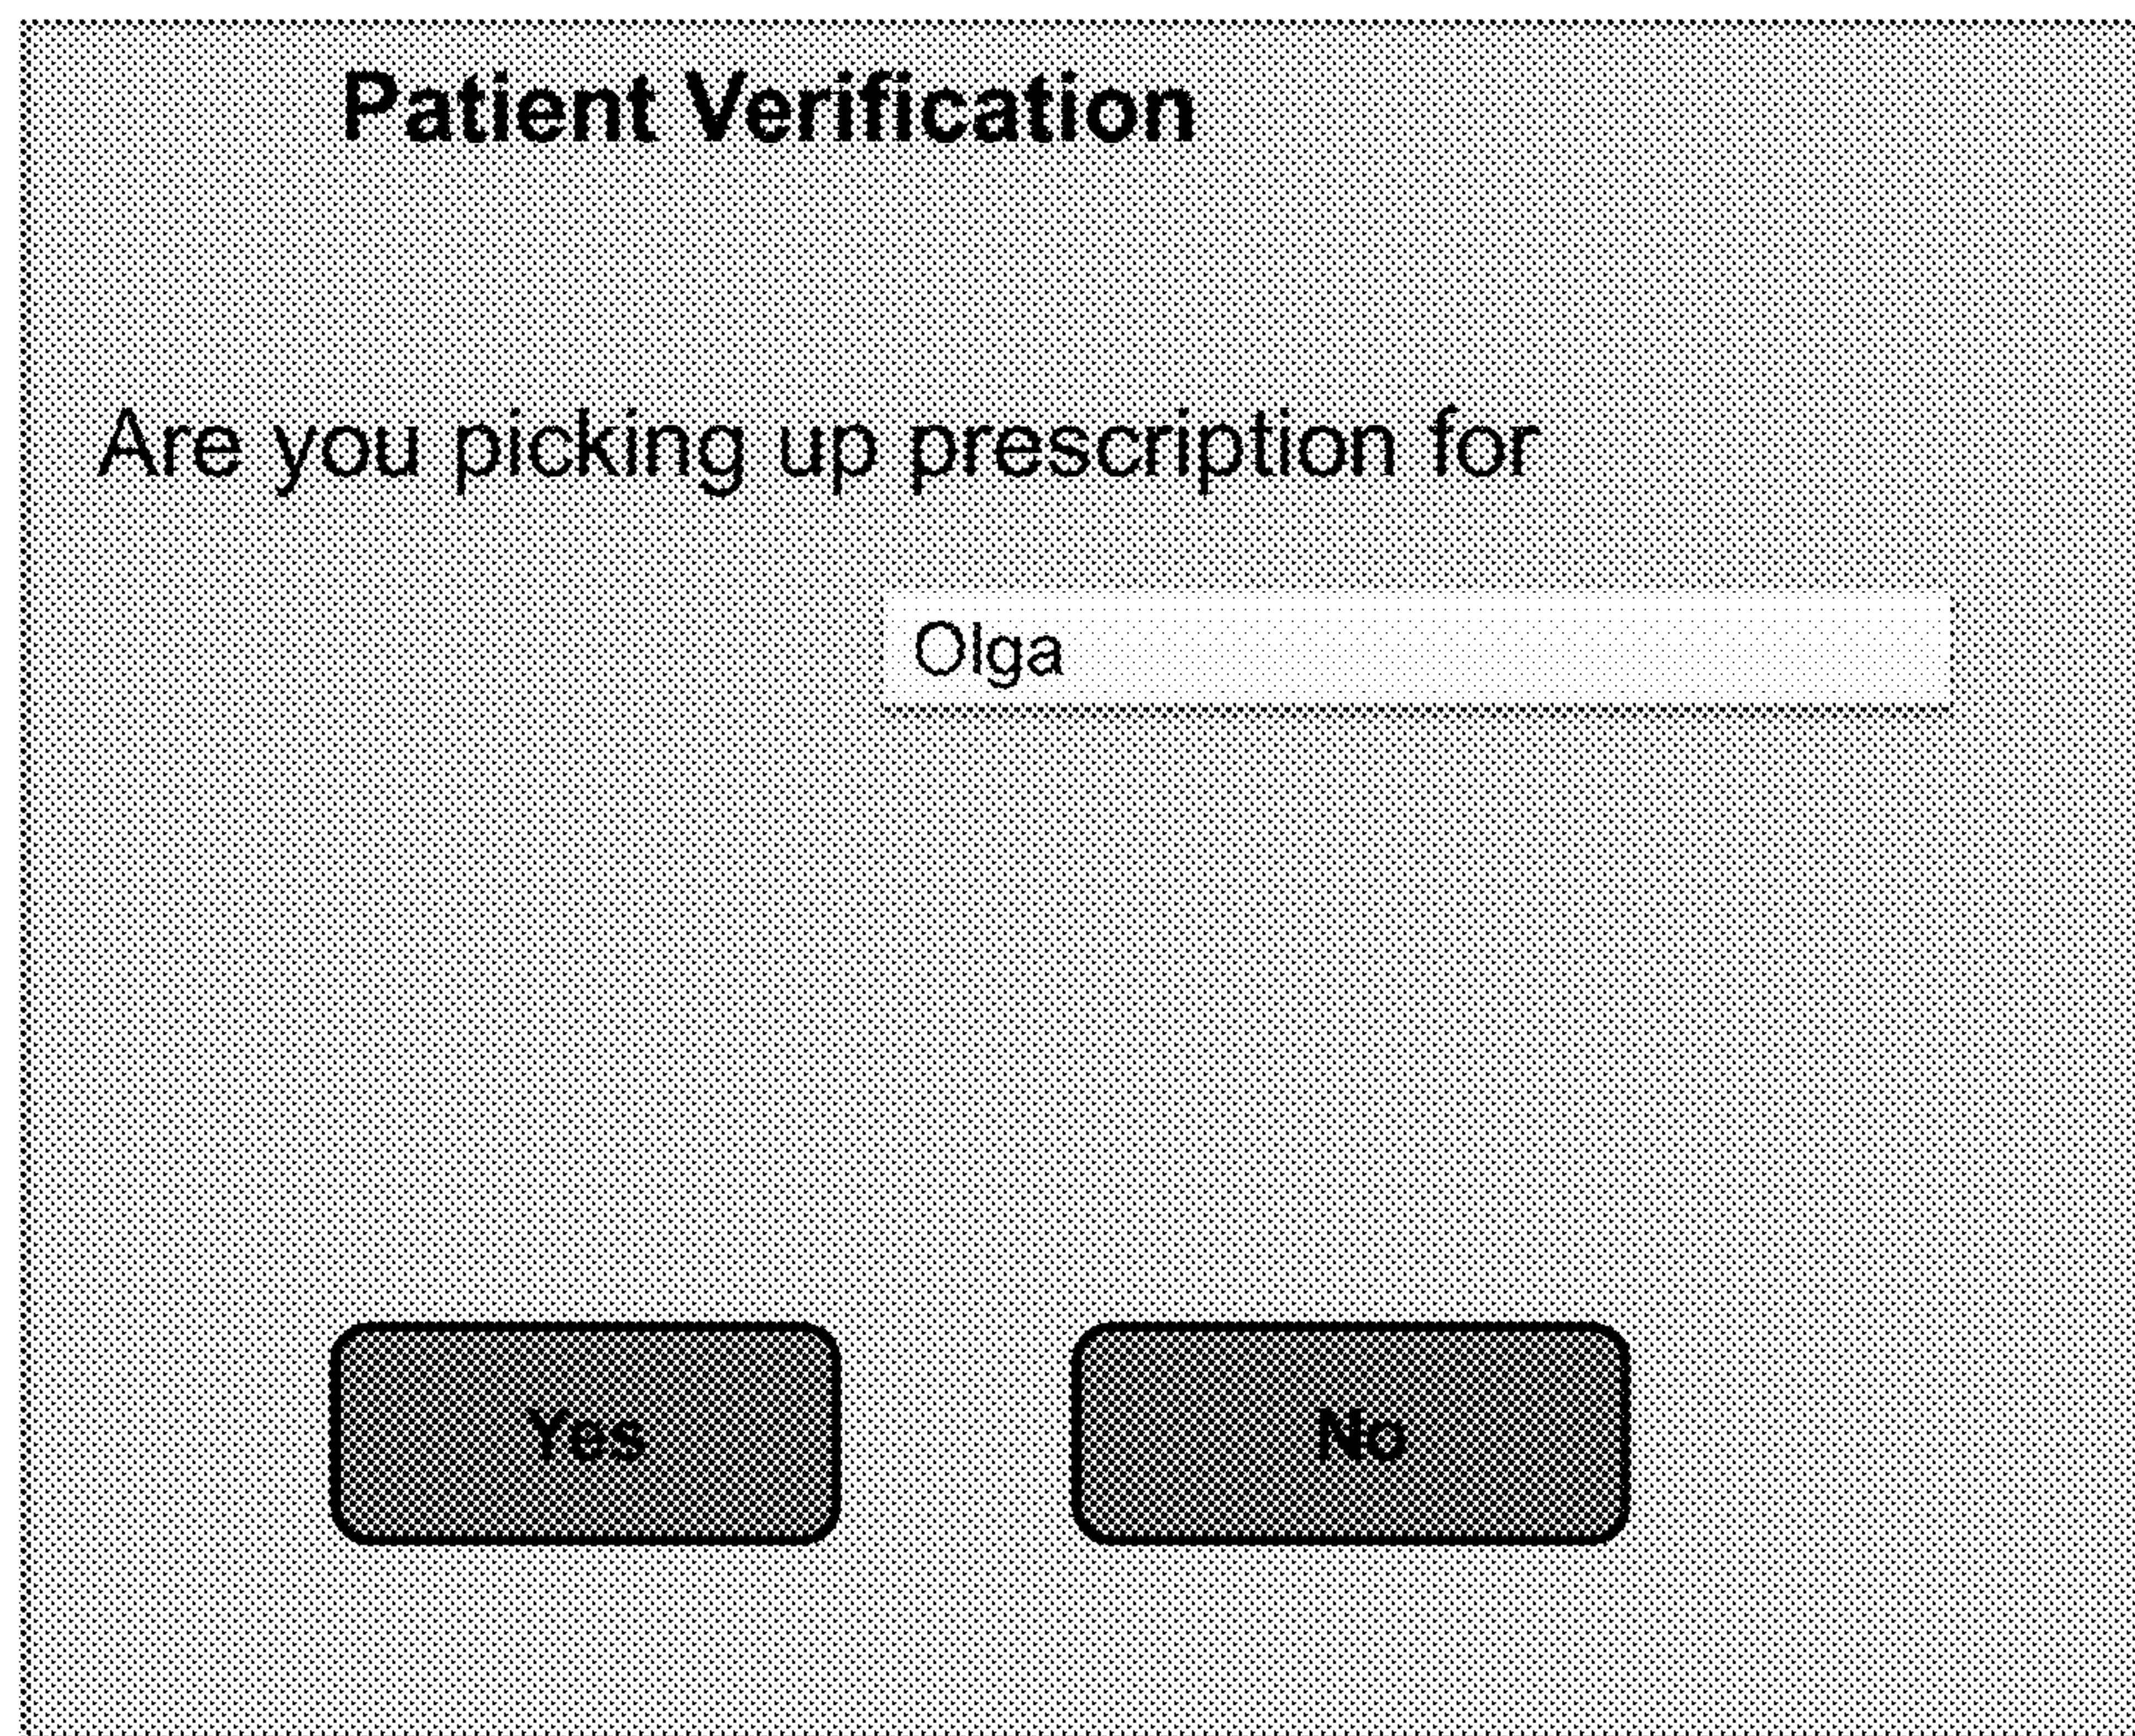 Patient Verification
Are you picking up prescription for
Olga
Yes
No